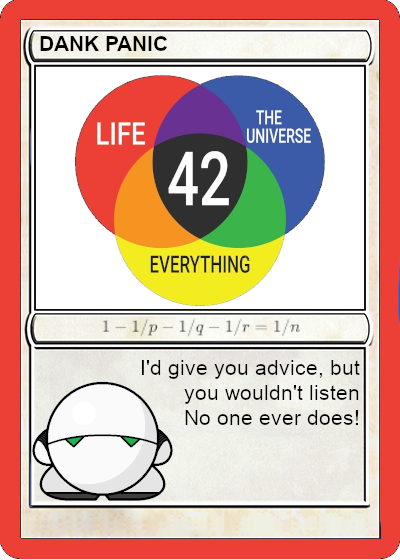 DANK PANIC
LIFE
THE
UNIVERSE
42
EVERYTHING
1 − 1/p − 1/q − 1/r = 1/n
I'd give you advice, but
you wouldn't listen
No one ever does!